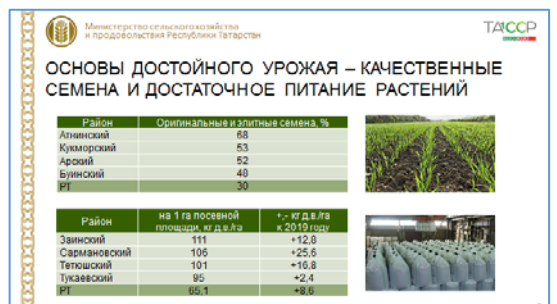 Министерство сельского хозяйства
и продовольствия Республики Татарстан
ТАССР
ОСНОВЫ ДОСТОЙНОГО УРОЖАЯ – КАЧЕСТВЕННЫЕ
СЕМЕНА И ДОСТАТОЧНОЕ ПИТАНИЕ РАСТЕНИЙ
Район Оригинальные и элитные семена, %
Атнинский 68
Кукморский 53
Арский 52
Буинский 48
РТ 30
Район
на 1 га посевной площади, кг д.в./га
+,- кг д.в./га к 2019 году
Заинский 111 +12,8
Сармановский 106 +25,6
Тетюшский 101 +16,8
Тукаевский 95 +2,4
РТ 65,1 +8,6